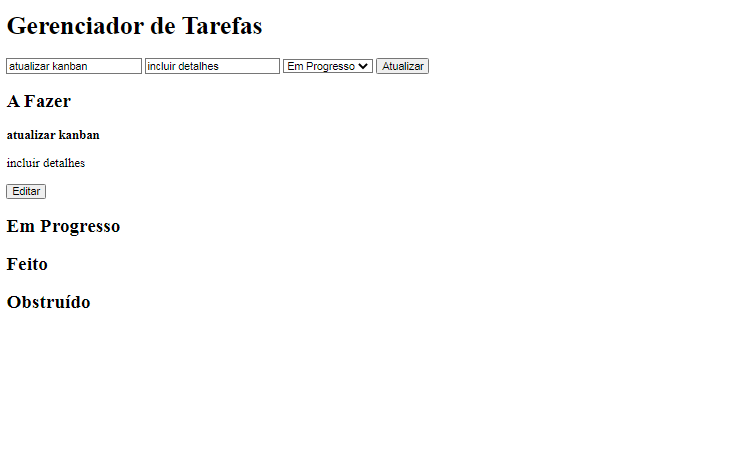 Gerenciador de Tarefas
atualizar kanban incluir detalhes Em Progresso Atualizar
A Fazer
atualizar kanban
incluir detalhes
Editar
Em Progresso
Feito
Obstruído